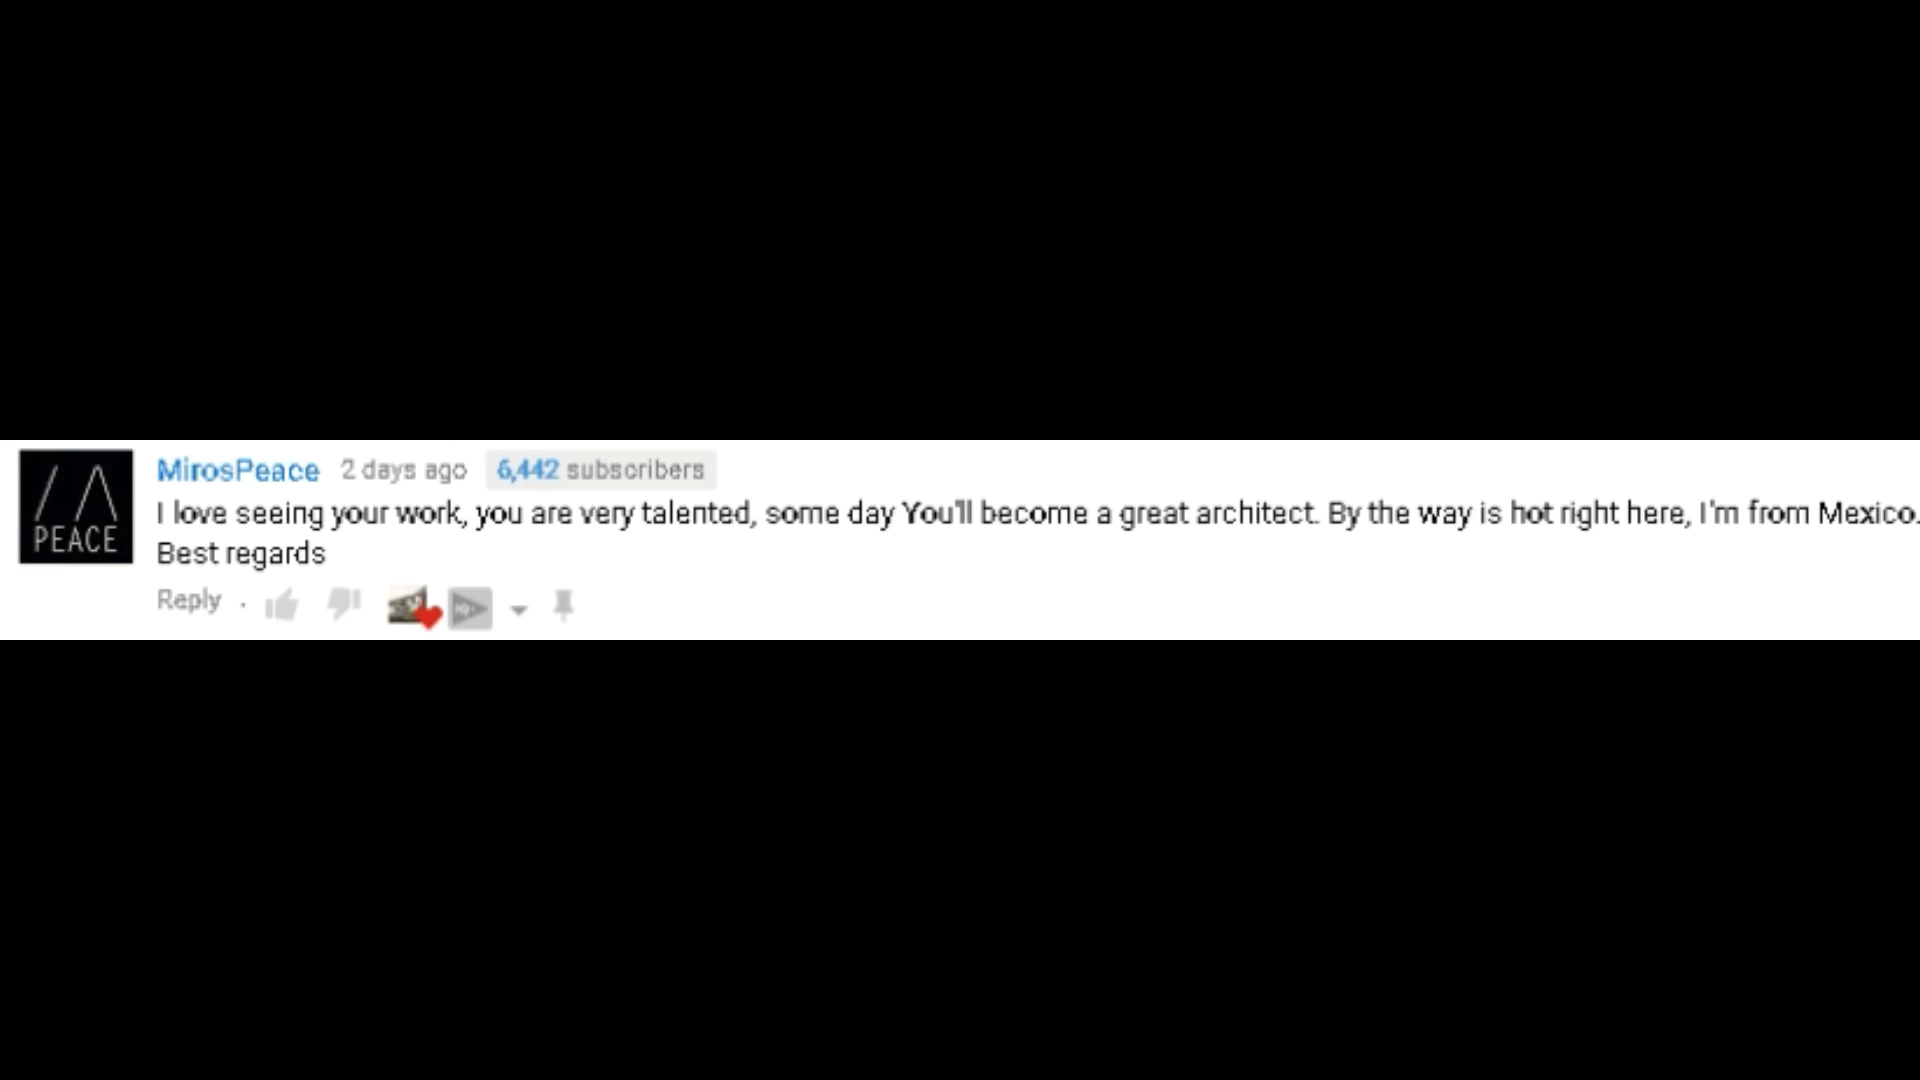 MirosPeace 2 days ago 6,442 subscribers
I love seeing your work, you are very talented, some day You'll become a great architect. By the way is hot right here, I'm from Mexico.
Best regards
Reply .
PEACE